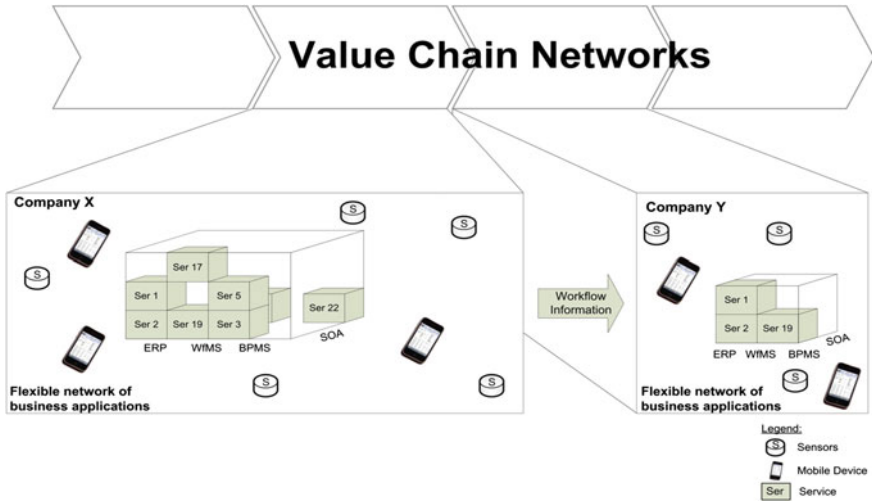 Value Chain Networks
Company X
S
S
S
Ser 17
Ser 1
Ser 5
Ser 22
Ser 2
Ser 19
Ser 3
ERP
WfMS
BPMS
SOA
S
S
Flexible network of
business applications
Workflow
Information
Company Y
S
S
Ser 1
Ser 2
Ser 19
ERP
WfMS
BPMS
SOA
S
Flexible network of
business applications
Legend:
S
Sensors
Mobile Device
Ser
Service